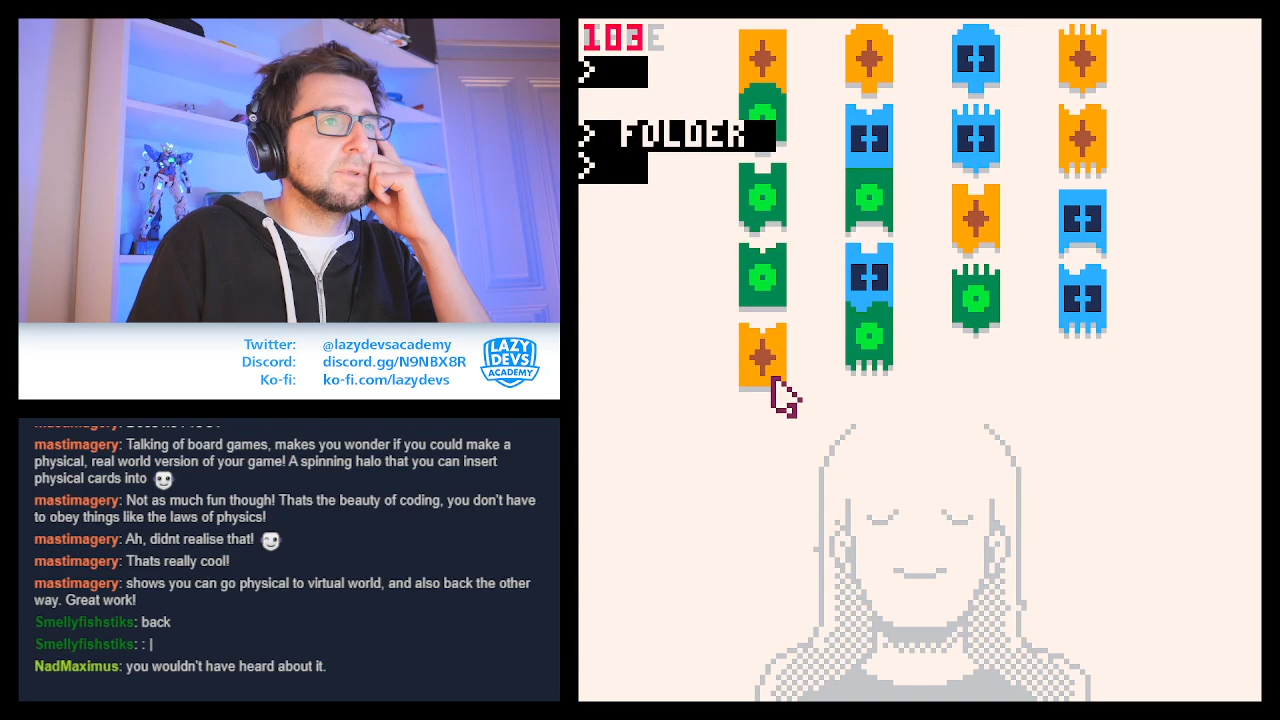 103E
>
> FOLDER
>
Twitter: @lazydevsacademy
Discord: discord.gg/N9NBX8R
Ko-fi: ko-fi.com/lazydevs
LAZY
DEVS
ACADEMY
mastimagery: Talking of board games, makes you wonder if you could make a
physical, real world version of your game! A spinning halo that you can insert
physical cards into
mastimagery: Not as much fun though! Thats the beauty of coding, you don't have
to obey things like the laws of physics!
mastimagery: Ah, didnt realise that!
mastimagery: Thats really cool!
mastimagery: shows you can go physical to virtual world, and also back the other
way. Great work!
Smellyfishstiks: back
Smellyfishstiks: : |
NadMaximus: you wouldn't have heard about it.